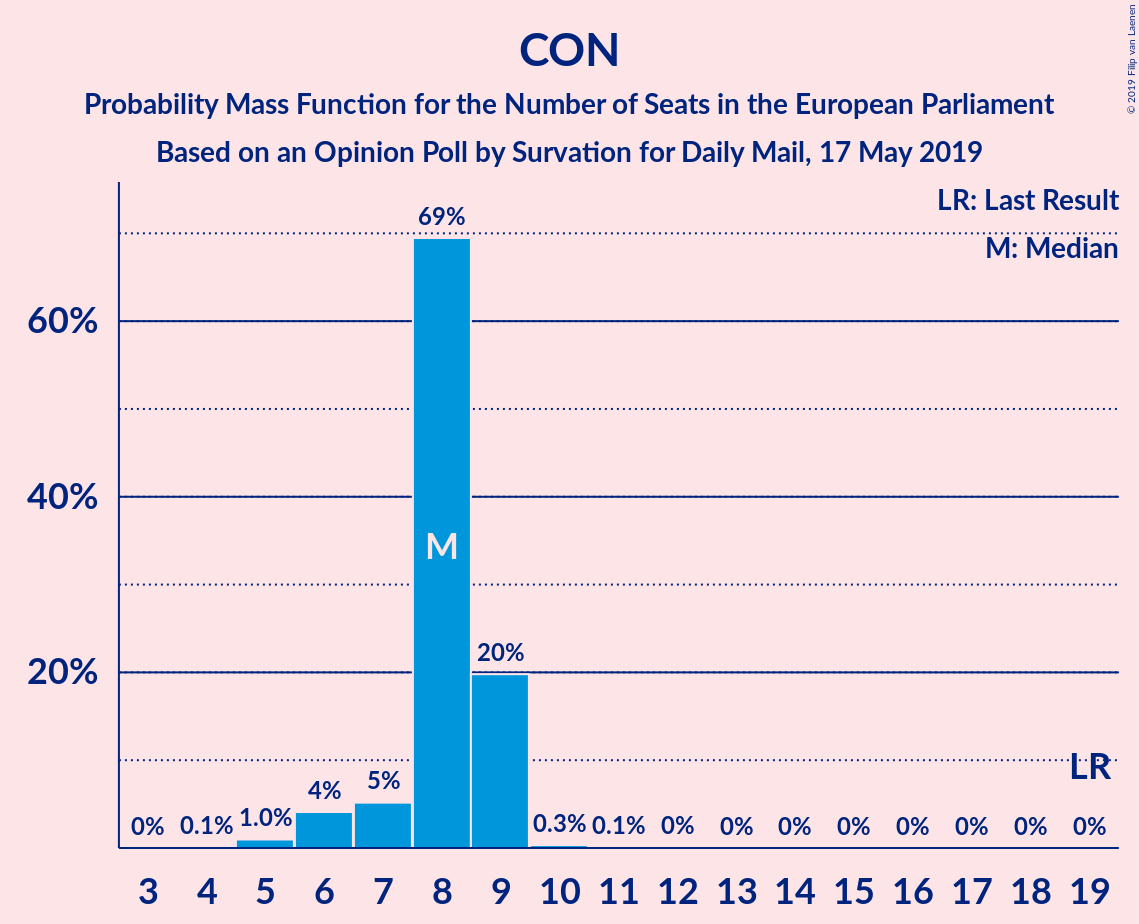 CON
Probability Mass Function for the Number of Seats in the European Parliament
Based on an Opinion Poll by Survation for Daily Mail, 17 May 2019
© 2019 Filip van Laenen
LR: Last Result
M: Median
69%
60%
40%
M
20%
20%
LR
0% 0.1% 1.0% 4% 5% 0.3% 0.1% 0% 0% 0% 0% 0% 0% 0% 0%
3 4 5 6 7 8 9 10 11 12 13 14 15 16 17 18 19